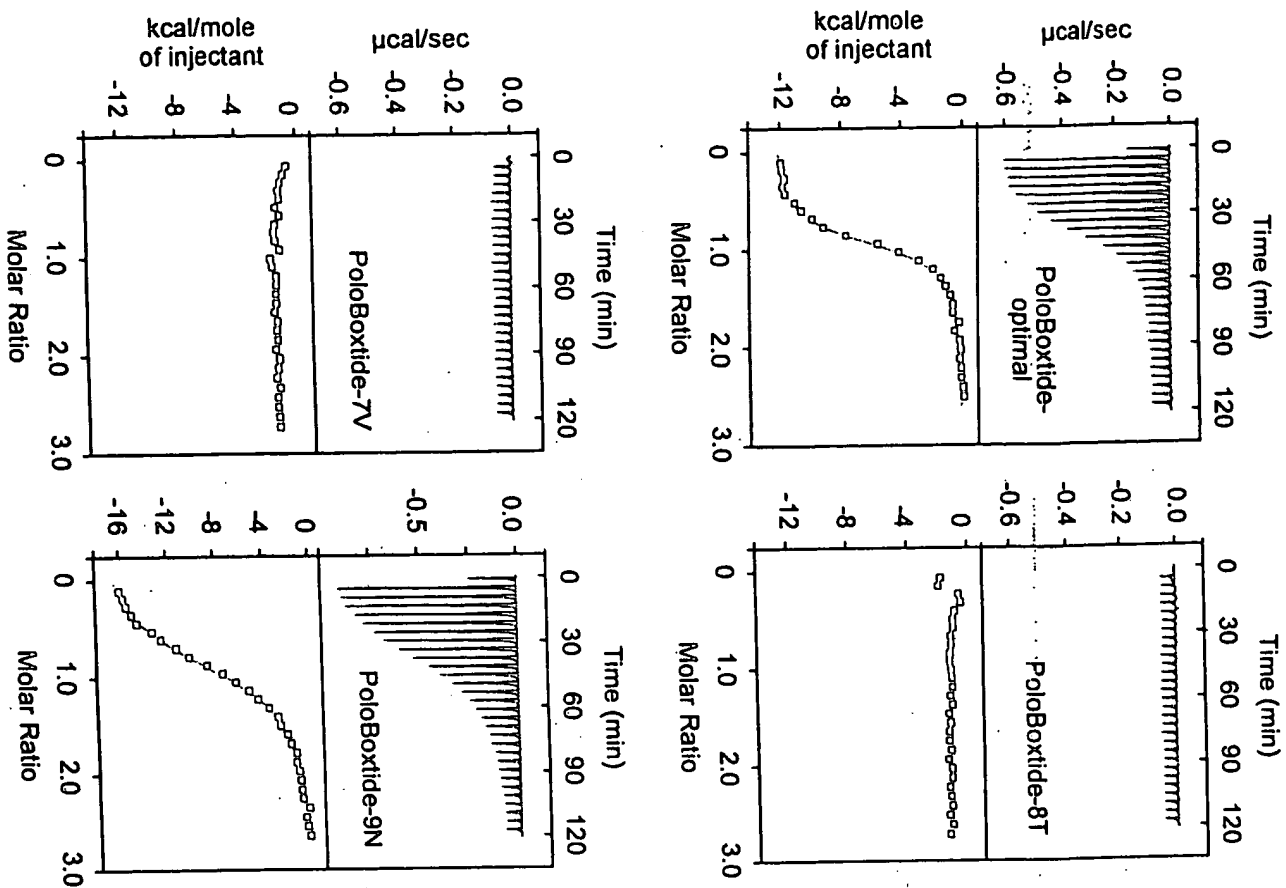 Time (min)
0 30 60 90 120
µcal/sec
0.0
-0.2
-0.4
-0.6
PoloBoxtide-
optimal
kcal/mole
of injectant
0
-4
-8
-12
0 1.0 2.0 3.0
Molar Ratio
Time (min)
0 30 60 90 120
0.0
-0.2
-0.4
-0.6
PoloBoxtide-8T
0
-4
-8
-12
0 1.0 2.0 3.0
Molar Ratio
Time (min)
0 30 60 90 120
µcal/sec
0.0
-0.2
-0.4
-0.6
PoloBoxtide-7V
kcal/mole
of injectant
0
-4
-8
-12
0 1.0 2.0 3.0
Molar Ratio
Time (min)
0 30 60 90 120
0.0
-0.5
PoloBoxtide-9N
0
-4
-8
-12
-16
0 1.0 2.0 3.0
Molar Ratio